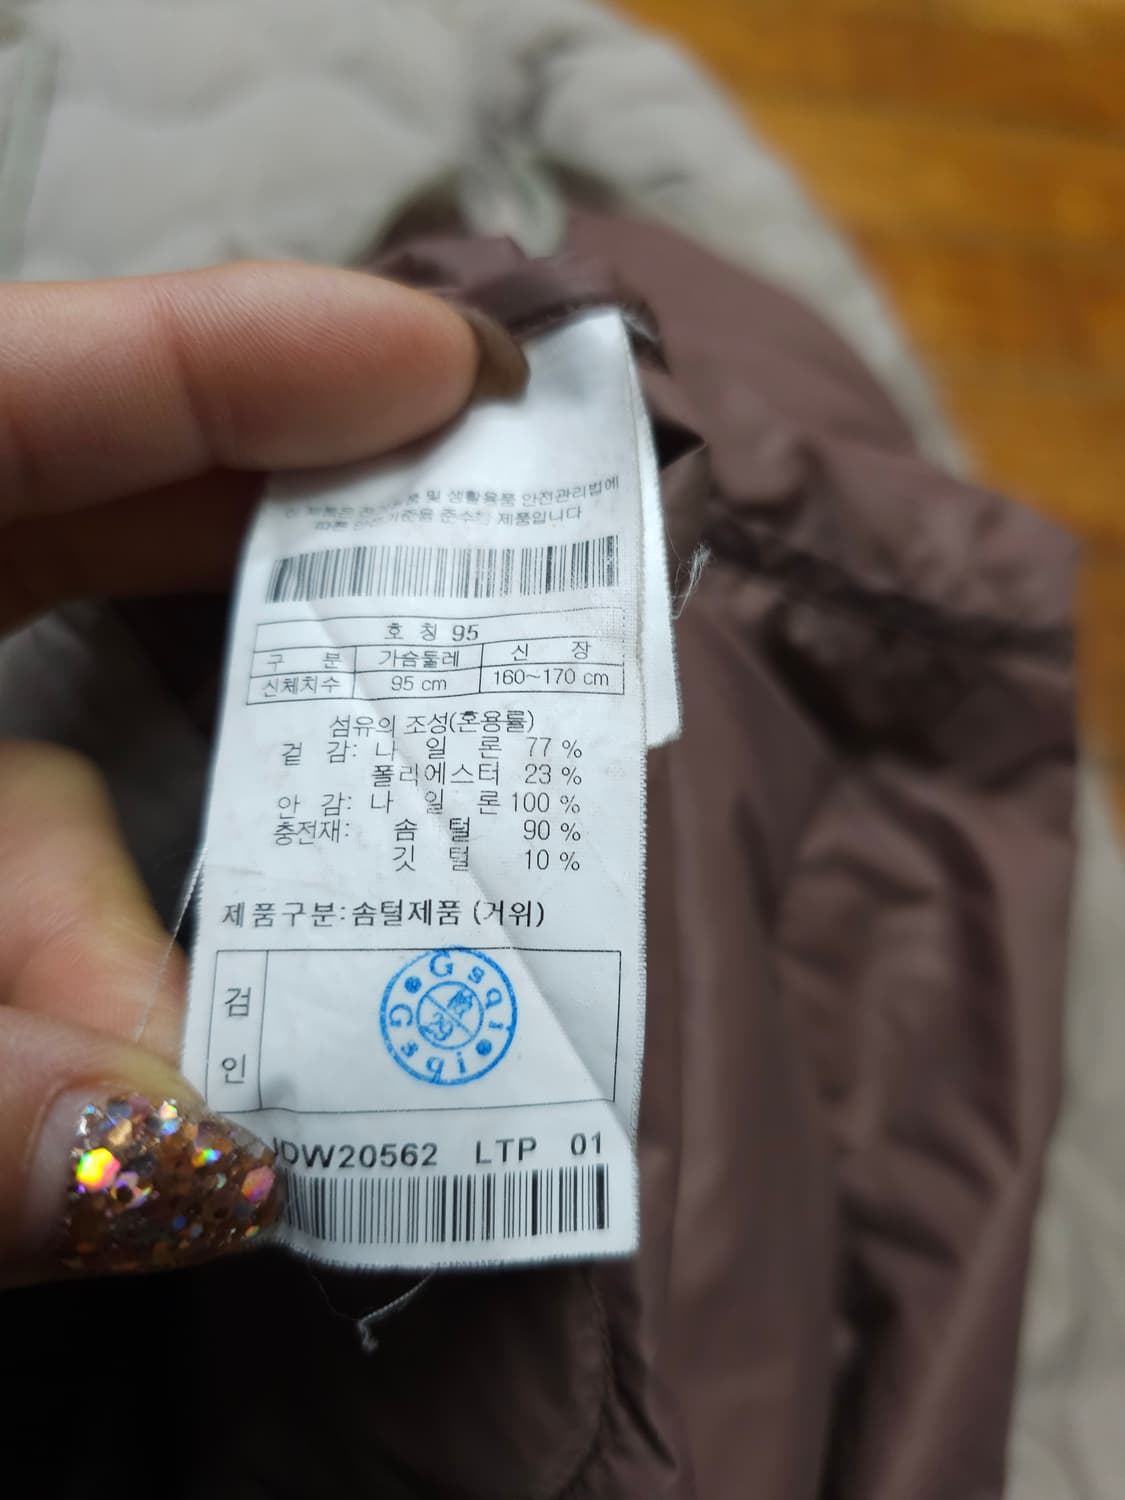 및 생활용품 안전관리법에
기준을 준수한 제품입니다
호 칭 95
구 분 가슴둘레 신 장
신체치수 95 cm 160~170 cm
섬유의 조성(혼용률)
겉 감: 나 일 론 77 %
폴리에스터 23 %
안 감: 나 일 론 100 %
충전재: 솜 털 90 %
깃 털 10 %
제품구분:솜털제품 (거위)
검
인
Gsqi
Gsqi
29
DW20562 LTP 01